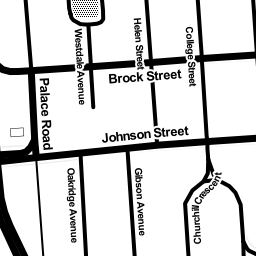 Westdale Avenue
Helen Street
College Street
Brock Street
Palace Road
Johnson Street
Oakridge Avenue
Gibson Avenue
Churchill Crescent